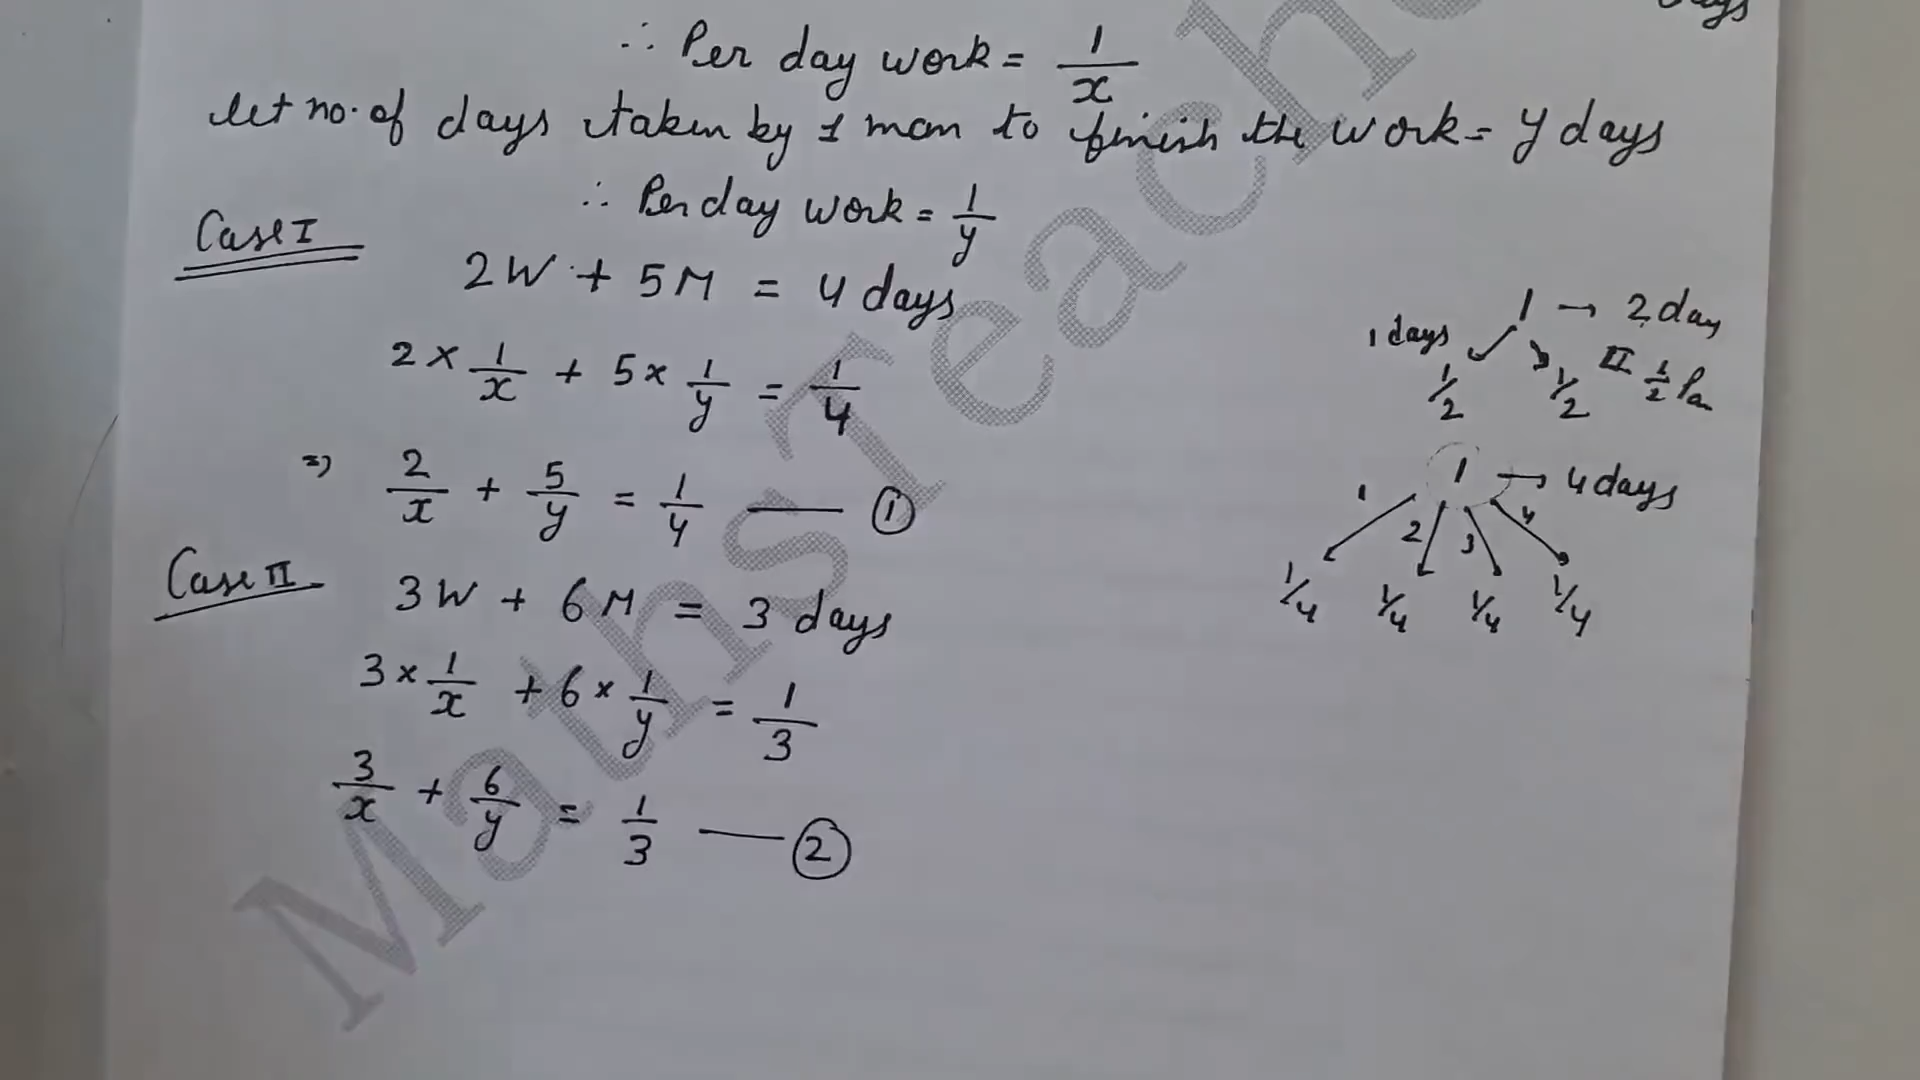 ∴ Per day work = 1/x
let no. of days taken by 1 man to finish the work = y days
∴ Per day work = 1/y
Case I
2W + 5M = 4 days
2 × 1/x + 5 × 1/y = 1/4
⇒ 2/x + 5/y = 1/4 —— ①
Case II
3W + 6M = 3 days
3 × 1/x + 6 × 1/y = 1/3
3/x + 6/y = 1/3 —— ②
1 → 2 day
1 days
II 1/2
1/2 1/2
1 → 4 days
1 2 3 4
1/4 1/4 1/4 1/4
MathsTeach